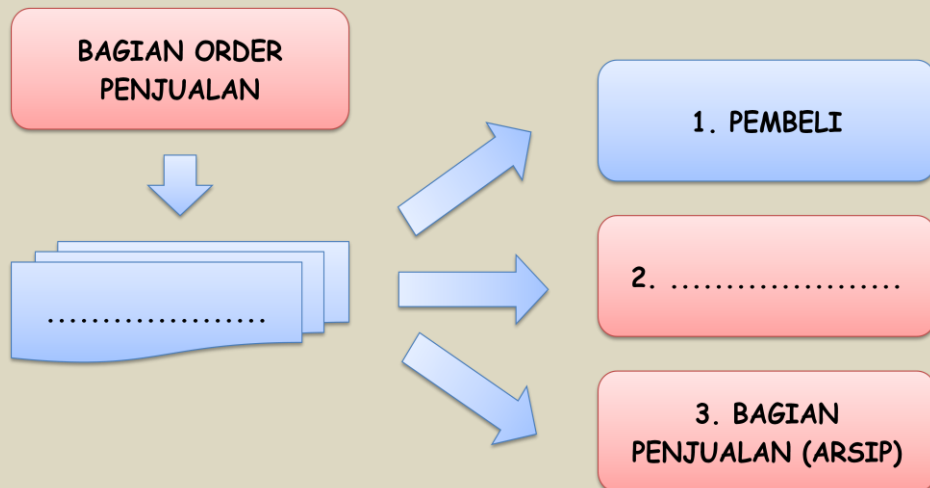 BAGIAN ORDER
PENJUALAN
....................
1. PEMBELI
2. .....................
3. BAGIAN
PENJUALAN (ARSIP)